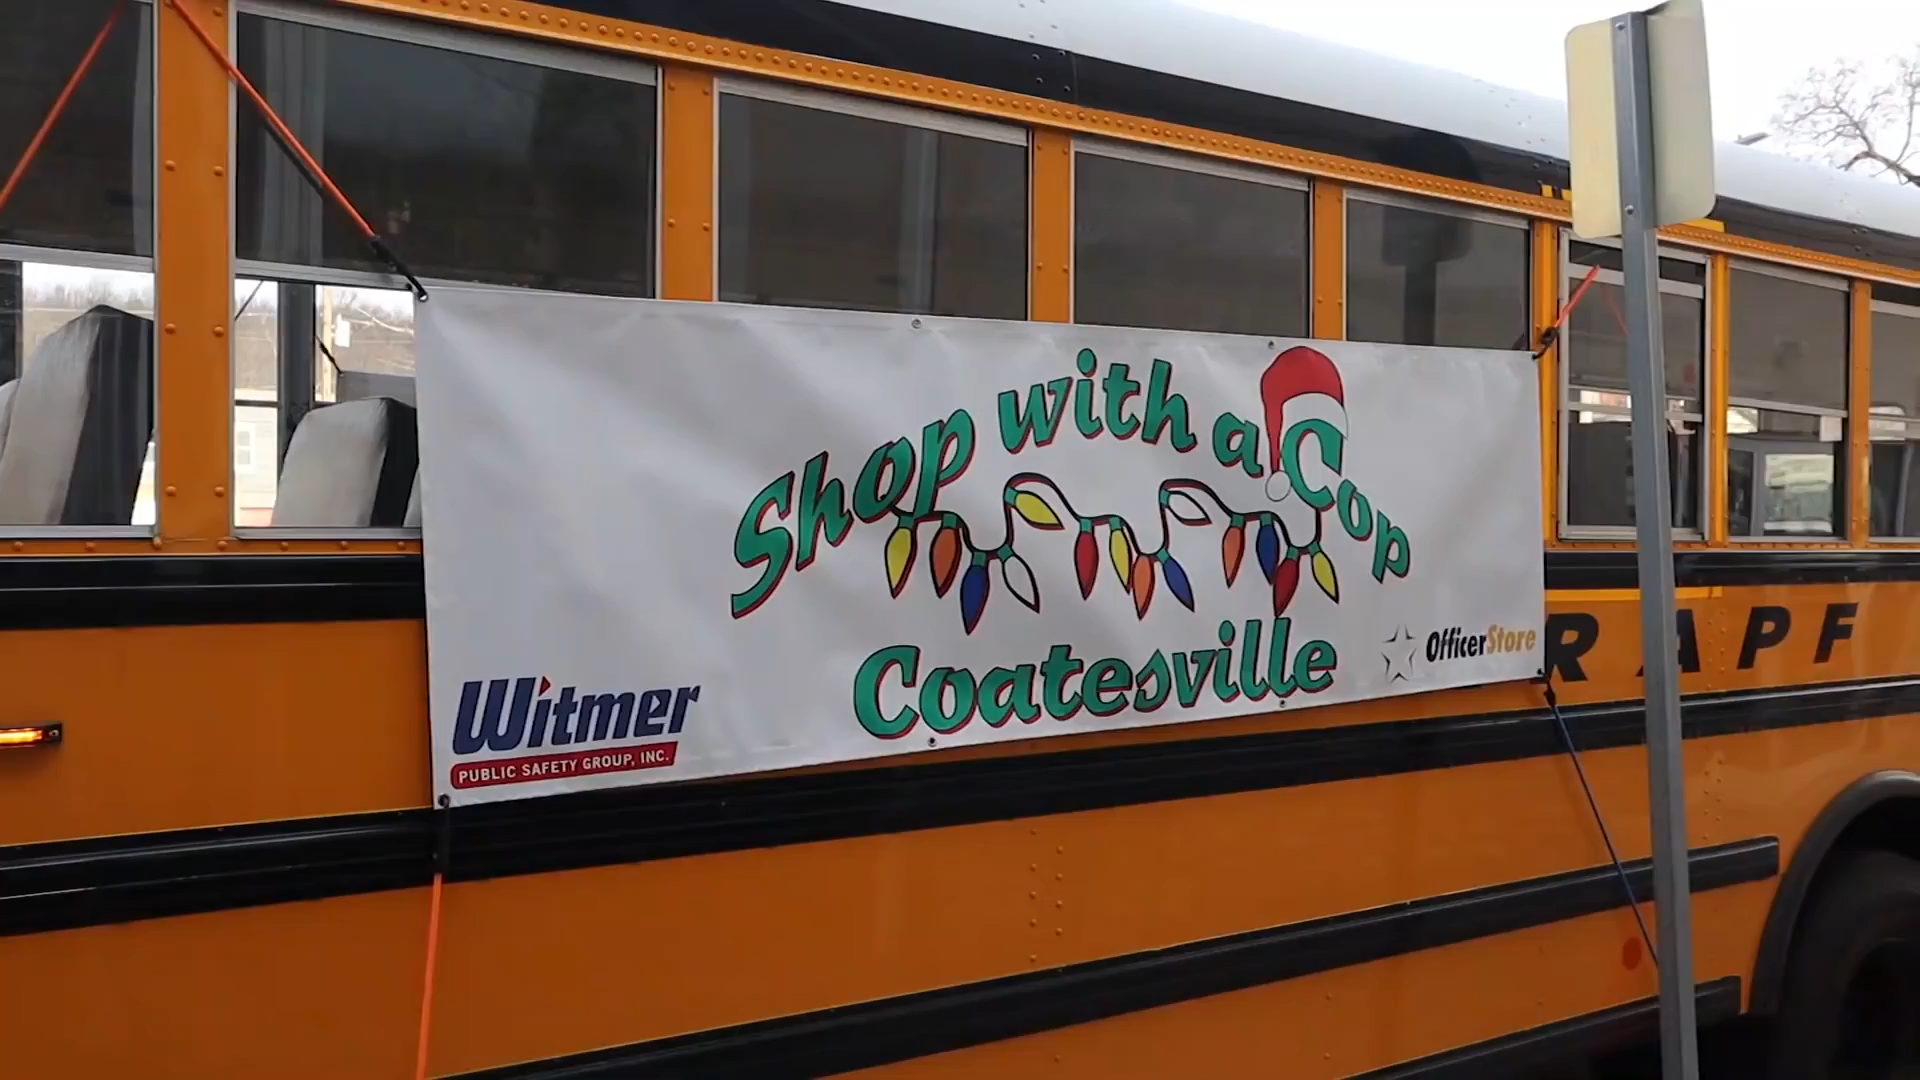 Shop with a Cop
Coatesville
Witmer
PUBLIC SAFETY GROUP, INC.
OfficerStore
RAPF